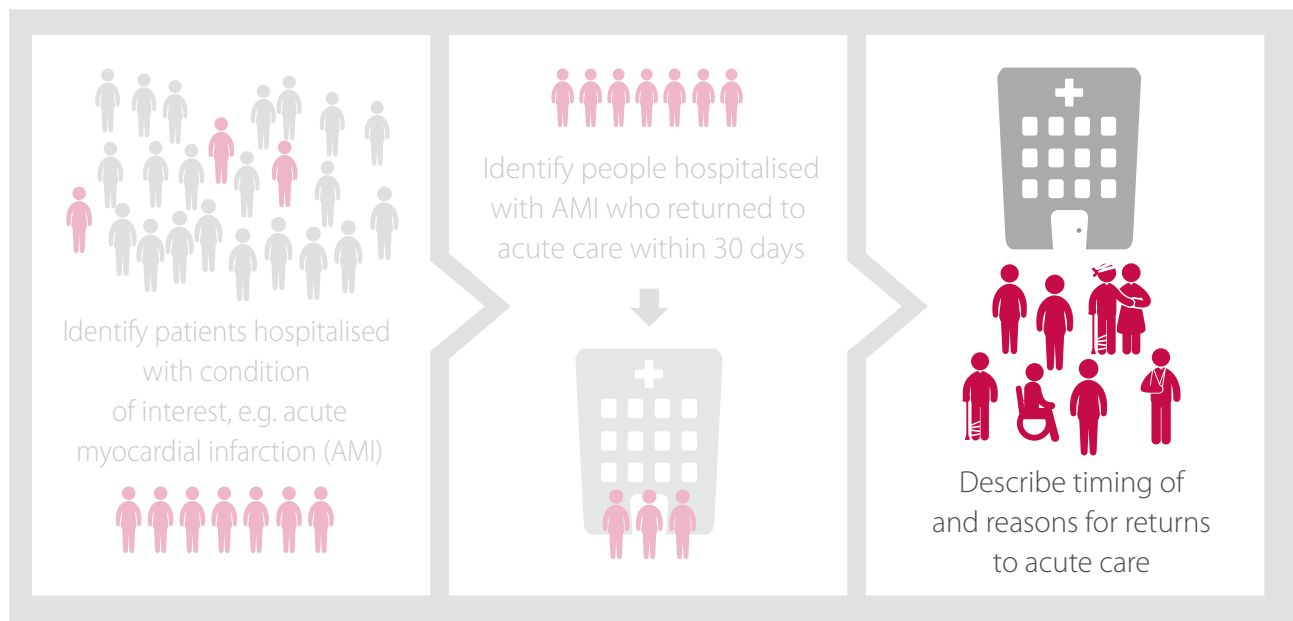 Identify patients hospitalised
with condition
of interest, e.g. acute
myocardial infarction (AMI)
Identify people hospitalised
with AMI who returned to
acute care within 30 days
Describe timing of
and reasons for returns
to acute care